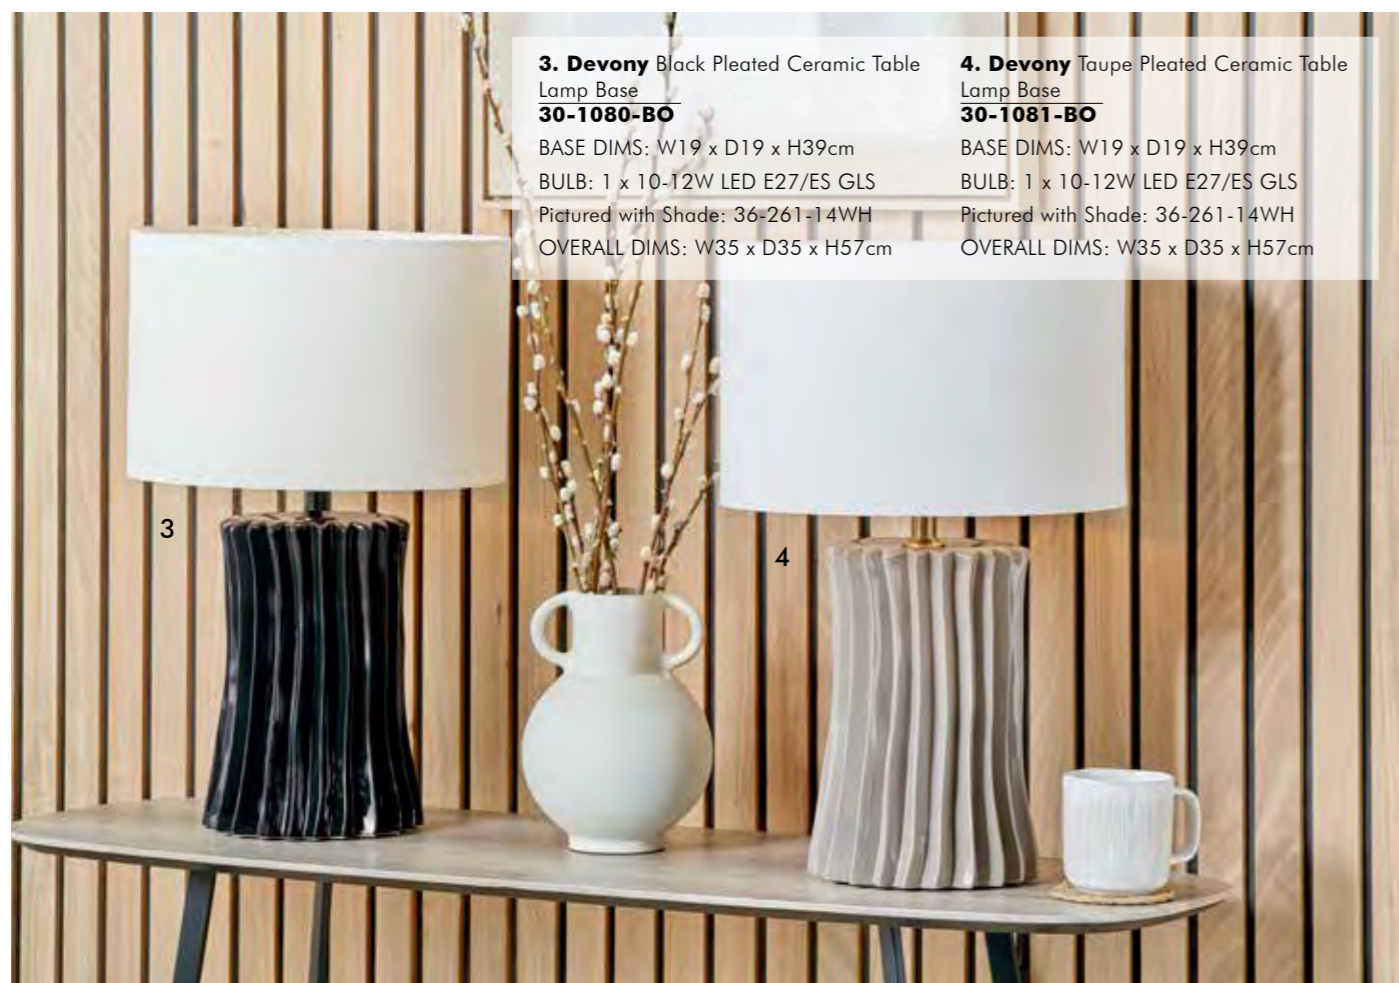 3. Devony Black Pleated Ceramic Table
Lamp Base
30-1080-BO
BASE DIMS: W19 x D19 x H39cm
BULB: 1 x 10-12W LED E27/ES GLS
Pictured with Shade: 36-261-14WH
OVERALL DIMS: W35 x D35 x H57cm
4. Devony Taupe Pleated Ceramic Table
Lamp Base
30-1081-BO
BASE DIMS: W19 x D19 x H39cm
BULB: 1 x 10-12W LED E27/ES GLS
Pictured with Shade: 36-261-14WH
OVERALL DIMS: W35 x D35 x H57cm
3
4